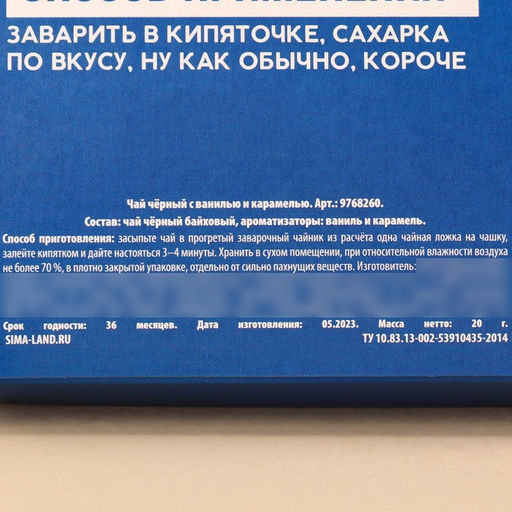 СПОСОБ ПРИМЕНЕНИЯ
ЗАВАРИТЬ В КИПЯТОЧКЕ, САХАРКА
ПО ВКУСУ, НУ КАК ОБЫЧНО, КОРОЧЕ
Чай чёрный с ванилью и карамелью. Арт.: 9768260.
Состав: чай чёрный байховый, ароматизаторы: ваниль и карамель.
Способ приготовления: засыпьте чай в прогретый заварочный чайник из расчёта одна чайная ложка на чашку,
залейте кипятком и дайте настояться 3–4 минуты. Хранить в сухом помещении, при относительной влажности воздуха
не более 70 %, в плотно закрытой упаковке, отдельно от сильно пахнущих веществ. Изготовитель:
Срок годности: 36 месяцев. Дата изготовления: 05.2023. Масса нетто: 20 г.
SIMA-LAND.RU ТУ 10.83.13-002-53910435-2014